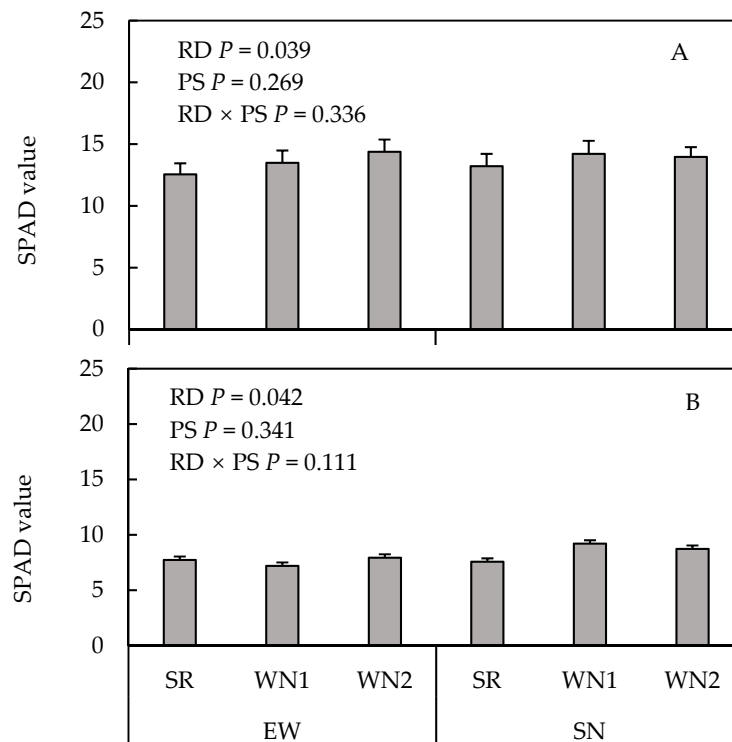 25
20
15
10
5
0
SPAD value
RD P = 0.039
PS P = 0.269
RD × PS P = 0.336
A
25
20
15
10
5
0
SPAD value
RD P = 0.042
PS P = 0.341
RD × PS P = 0.111
B
SR WN1 WN2 SR WN1 WN2
EW SN